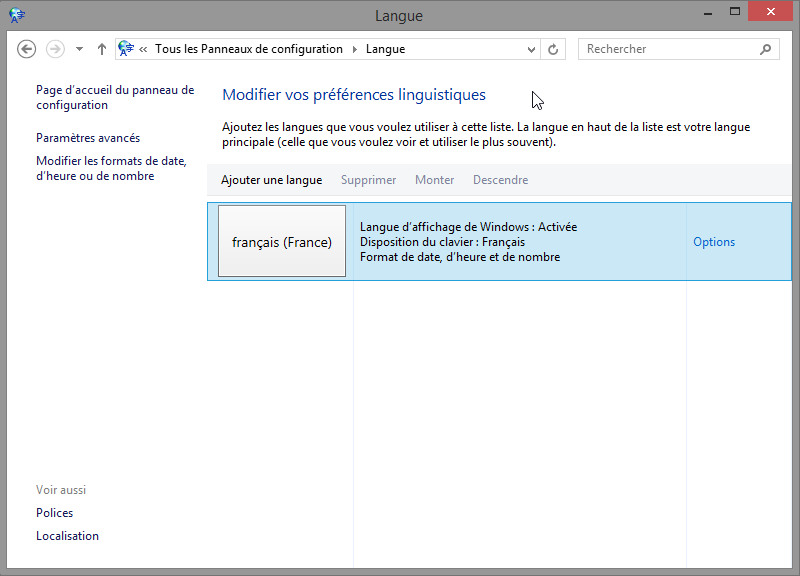 Langue
« Tous les Panneaux de configuration Langue
Rechercher
Page d’accueil du panneau de
configuration
Paramètres avancés
Modifier les formats de date,
d’heure ou de nombre
Modifier vos préférences linguistiques
Ajoutez les langues que vous voulez utiliser à cette liste. La langue en haut de la liste est votre langue
principale (celle que vous voulez voir et utiliser le plus souvent).
Ajouter une langue Supprimer Monter Descendre
français (France)
Langue d’affichage de Windows : Activée
Disposition du clavier : Français
Format de date, d’heure et de nombre
Options
Voir aussi
Polices
Localisation